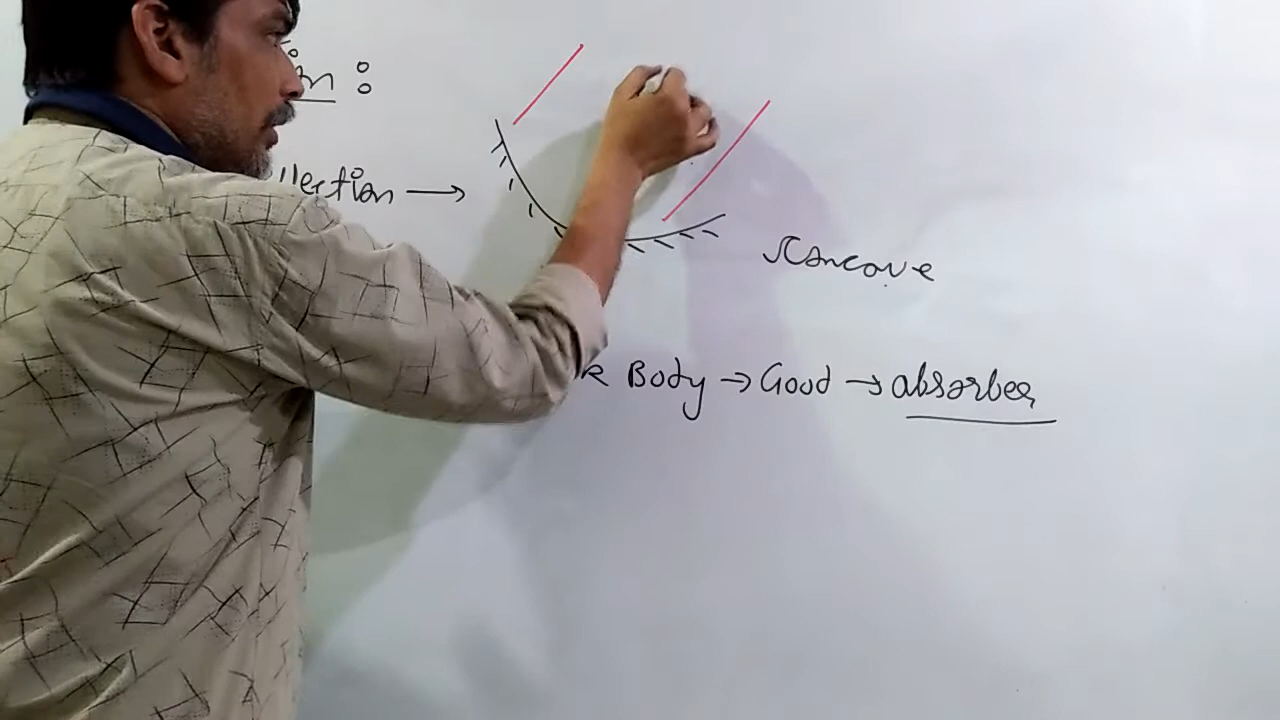 :
llection →
Concave
k Body → Good → absorber